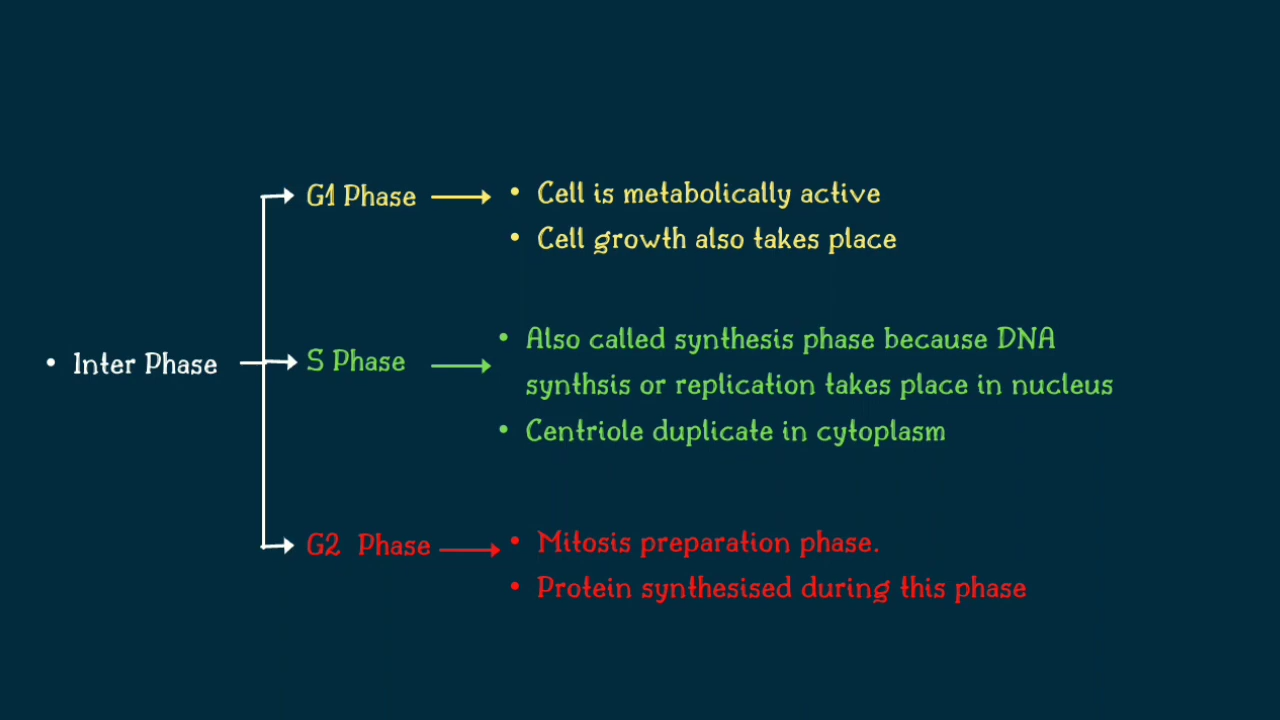 G1 Phase
• Cell is metabolically active
• Cell growth also takes place
• Inter Phase
S Phase
• Also called synthesis phase because DNA
synthsis or replication takes place in nucleus
• Centriole duplicate in cytoplasm
G2 Phase
• Mitosis preparation phase.
• Protein synthesised during this phase